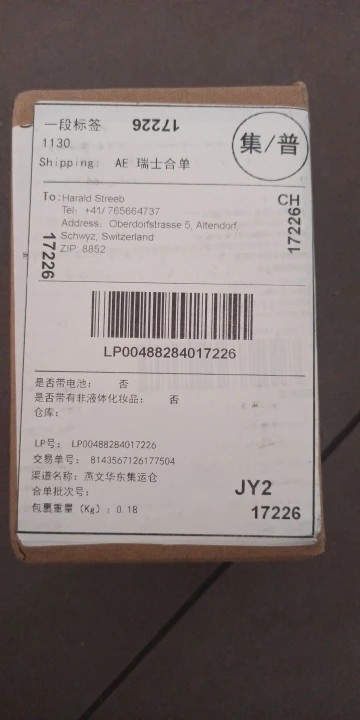 一段标签 17226
1130
集/普
Shipping: AE 瑞士合单
To:Harald Streeb
Tel: +41/ 765664737
Address: Oberdorfstrasse 5, Altendorf,
Schwyz, Switzerland
ZIP: 8852
17226
17226CH
LP00488284017226
是否带电池: 否
是否带有非液体化妆品: 否
仓库:
LP号: LP00488284017226
交易单号: 8143567126177504
渠道名称: 燕文华东集运仓
合单批次号:
包裹重量 (Kg): 0.18
JY2
17226